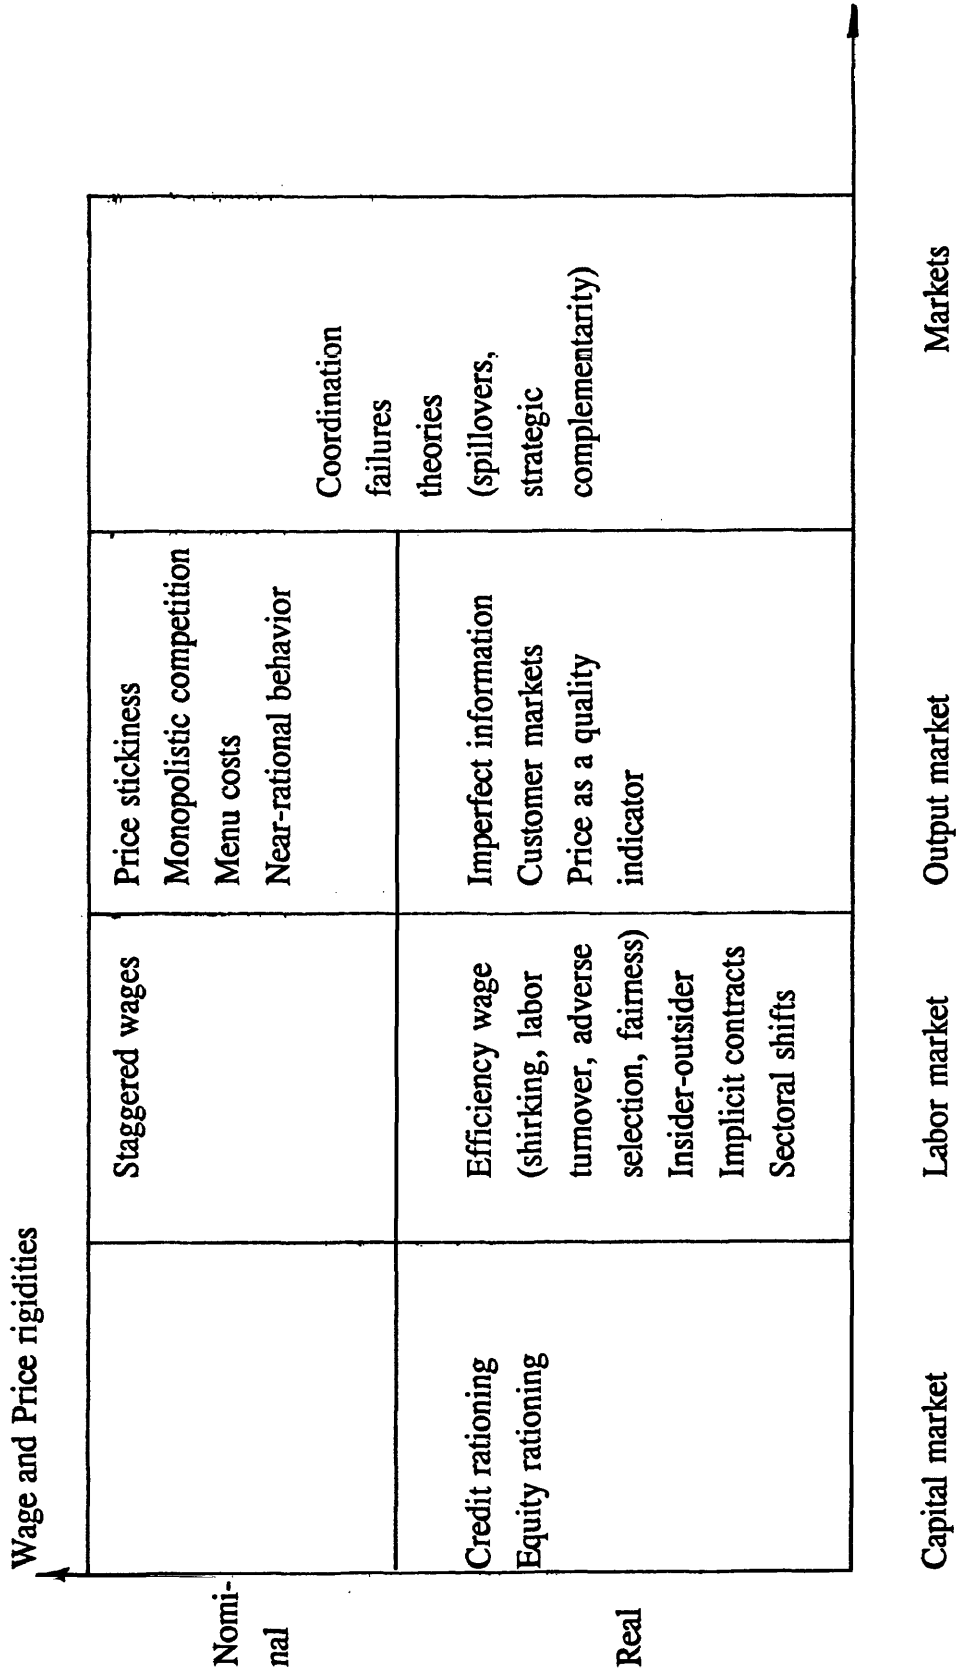 Wage and Price rigidities
Nomi-
nal
Staggered wages
Price stickiness
Monopolistic competition
Menu costs
Near-rational behavior
Coordination
failures
theories
(spillovers,
strategic
complementarity)
Real
Credit rationing
Equity rationing
Efficiency wage
(shirking, labor
turnover, adverse
selection, fairness)
Insider-outsider
Implicit contracts
Sectoral shifts
Imperfect information
Customer markets
Price as a quality
indicator
Capital market
Labor market
Output market
Markets